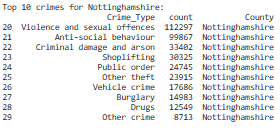 Top 10 crimes for Nottinghamshire:
Crime_Type count County
20 Violence and sexual offences 112297 Nottinghamshire
21 Anti-social behaviour 99867 Nottinghamshire
22 Criminal damage and arson 33402 Nottinghamshire
23 Shoplifting 30325 Nottinghamshire
24 Public order 24745 Nottinghamshire
25 Other theft 23915 Nottinghamshire
26 Vehicle crime 17686 Nottinghamshire
27 Burglary 14983 Nottinghamshire
28 Drugs 12549 Nottinghamshire
29 Other crime 8713 Nottinghamshire